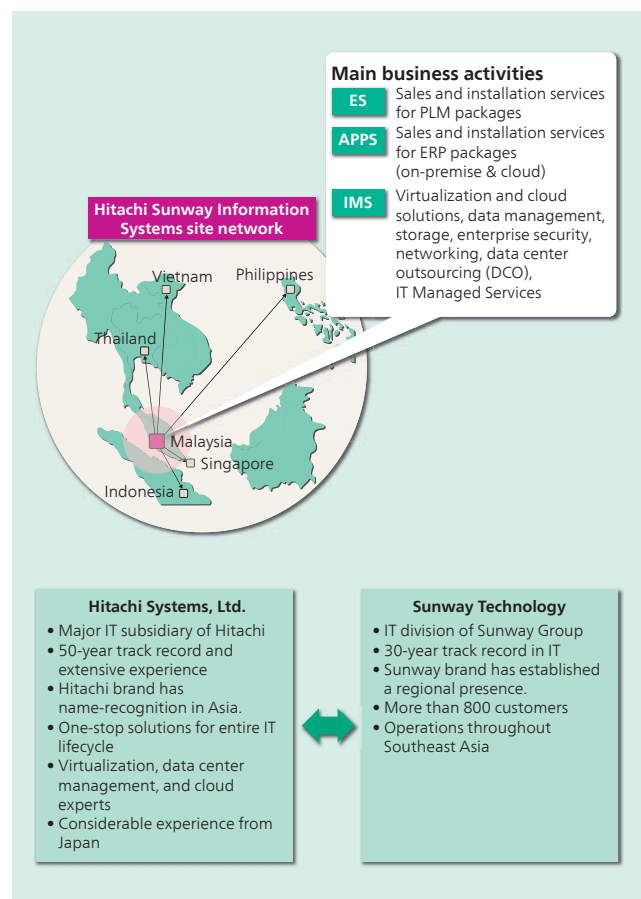 Main business activities
ES
Sales and installation services
for PLM packages
APPS
Sales and installation services
for ERP packages
(on-premise & cloud)
IMS
Virtualization and cloud
solutions, data management,
storage, enterprise security,
networking, data center
outsourcing (DCO),
IT Managed Services
Hitachi Sunway Information
Systems site network
Vietnam
Philippines
Thailand
Malaysia
Singapore
Indonesia
Hitachi Systems, Ltd.
• Major IT subsidiary of Hitachi
• 50-year track record and
extensive experience
• Hitachi brand has
name-recognition in Asia.
• One-stop solutions for entire IT
lifecycle
• Virtualization, data center
management, and cloud
experts
• Considerable experience from
Japan
Sunway Technology
• IT division of Sunway Group
• 30-year track record in IT
• Sunway brand has established
a regional presence.
• More than 800 customers
• Operations throughout
Southeast Asia